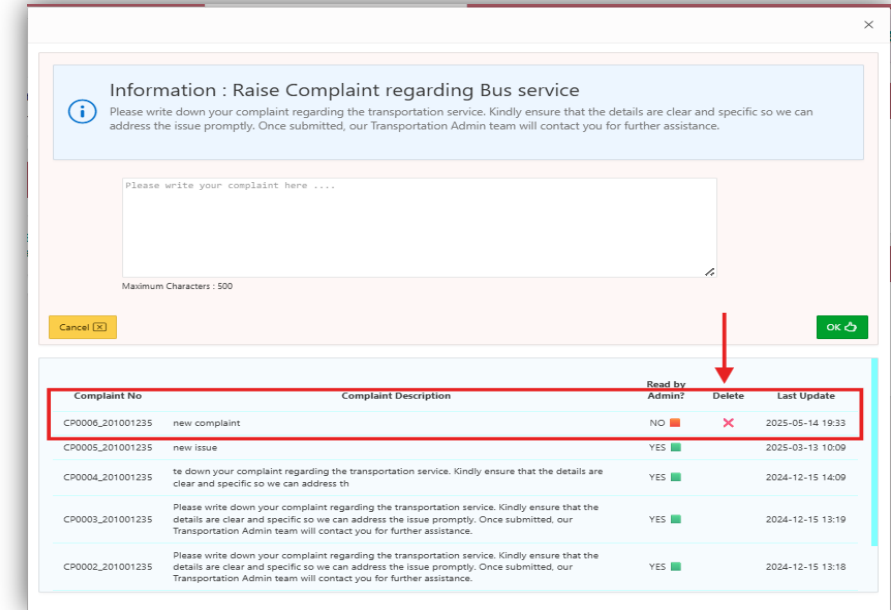 Information : Raise Complaint regarding Bus service
Please write down your complaint regarding the transportation service. Kindly ensure that the details are clear and specific so we can
address the issue promptly. Once submitted, our Transportation Admin team will contact you for further assistance.
Please write your complaint here ....
Maximum Characters : 500
Cancel
OK
Complaint No Complaint Description Read by Admin? Delete Last Update
CP0006_201001235 new complaint NO 2025-05-14 19:33
CP0005_201001235 new issue YES 2025-03-13 10:09
CP0004_201001235 te down your complaint regarding the transportation service. Kindly ensure that the details are
clear and specific so we can address th YES 2024-12-15 14:09
CP0003_201001235 Please write down your complaint regarding the transportation service. Kindly ensure that the
details are clear and specific so we can address the issue promptly. Once submitted, our
Transportation Admin team will contact you for further assistance. YES 2024-12-15 13:19
CP0002_201001235 Please write down your complaint regarding the transportation service. Kindly ensure that the
details are clear and specific so we can address the issue promptly. Once submitted, our
Transportation Admin team will contact you for further assistance. YES 2024-12-15 13:18